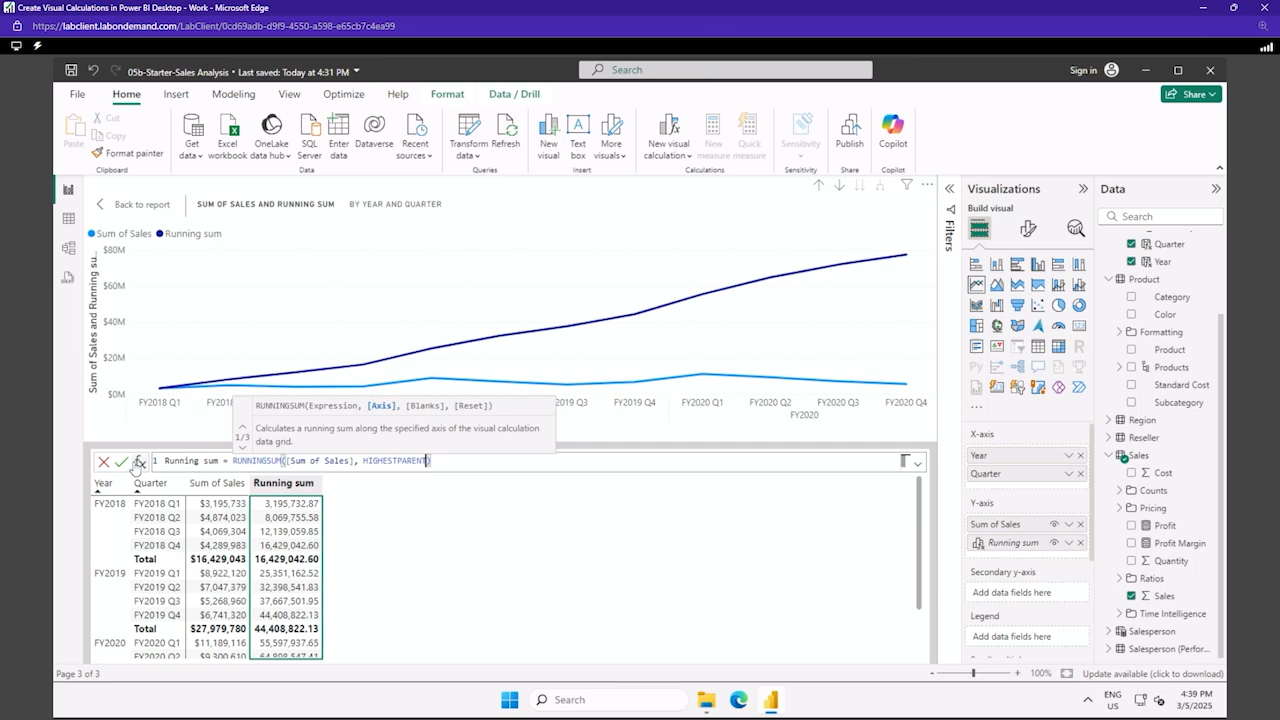 Create Visual Calculations in Power BI Desktop - Work - Microsoft Edge
https://labclient.labondemand.com/LabClient/0cd69adb-d9f9-4550-a598-e65cb7c4ea99
05b-Starter-Sales Analysis • Last saved: Today at 4:31 PM
Search
Sign in
File Home Insert Modeling View Optimize Help Format Data / Drill
Share
Paste
Cut
Copy
Format painter
Get data
Excel workbook
OneLake data hub
SQL Server
Enter data
Dataverse
Recent sources
Transform data
Refresh
New visual
Text box
More visuals
New visual calculation
New measure
Quick measure
Sensitivity
Publish
Copilot
Clipboard Data Queries Insert Calculations Sensitivity Share Copilot
Back to report
SUM OF SALES AND RUNNING SUM BY YEAR AND QUARTER
Sum of Sales Running sum
Sum of Sales and Running su...
$80M
$60M
$40M
$20M
$0M
FY2018 Q1 FY2019 Q4 FY2020 Q1 FY2020 Q2 FY2020 Q3 FY2020 Q4
FY2020
RUNNINGSUM(Expression, [Axis], [Blanks], [Reset])
1/3
Calculates a running sum along the specified axis of the visual calculation
data grid.
1 Running sum = RUNNINGSUM([Sum of Sales], HIGHESTPARENT)
Year Quarter Sum of Sales Running sum
FY2018 FY2018 Q1 $3,195,733 3,195,732.87
FY2018 Q2 $4,874,023 8,069,755.58
FY2018 Q3 $4,069,304 12,139,059.85
FY2018 Q4 $4,289,983 16,429,042.60
Total $16,429,043 16,429,042.60
FY2019 FY2019 Q1 $8,922,120 25,351,162.52
FY2019 Q2 $7,047,379 32,398,541.83
FY2019 Q3 $5,268,960 37,667,501.95
FY2019 Q4 $6,741,320 44,408,822.13
Total $27,979,780 44,408,822.13
FY2020 FY2020 Q1 $11,189,116 55,597,937.65
FY2020 Q2 $9,300,610 64,898,547.41
Filters
Visualizations
Build visual
X-axis
Year
Quarter
Y-axis
Sum of Sales
Running sum
Secondary y-axis
Add data fields here
Legend
Add data fields here
Data
Search
Quarter
Year
Product
Category
Color
Formatting
Product
Products
Standard Cost
Subcategory
Region
Reseller
Sales
Cost
Counts
Pricing
Profit
Profit Margin
Quantity
Ratios
Sales
Time Intelligence
Salesperson
Salesperson (Perfor...
Page 3 of 3
100%
Update available (click to download)
Search
ENG
US
4:39 PM
3/5/2025